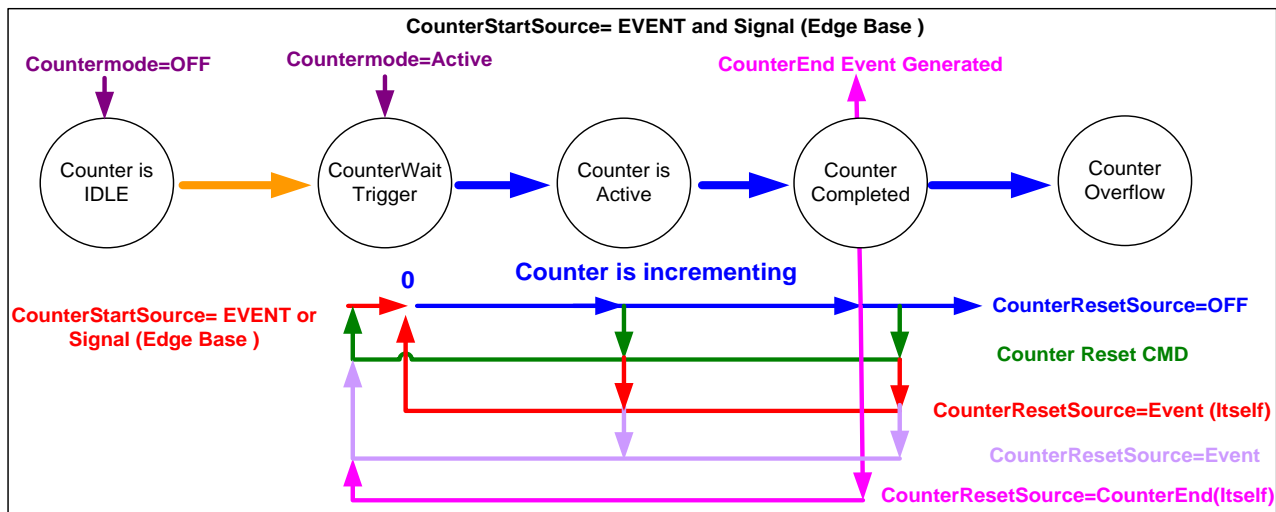 CounterStartSource= EVENT and Signal (Edge Base )
Countermode=OFF
Countermode=Active
CounterEnd Event Generated
Counter is
IDLE
CounterWait
Trigger
Counter is
Active
Counter
Completed
Counter
Overflow
0
Counter is incrementing
CounterStartSource= EVENT or
Signal (Edge Base )
CounterResetSource=OFF
Counter Reset CMD
CounterResetSource=Event (Itself)
CounterResetSource=Event
CounterResetSource=CounterEnd(Itself)